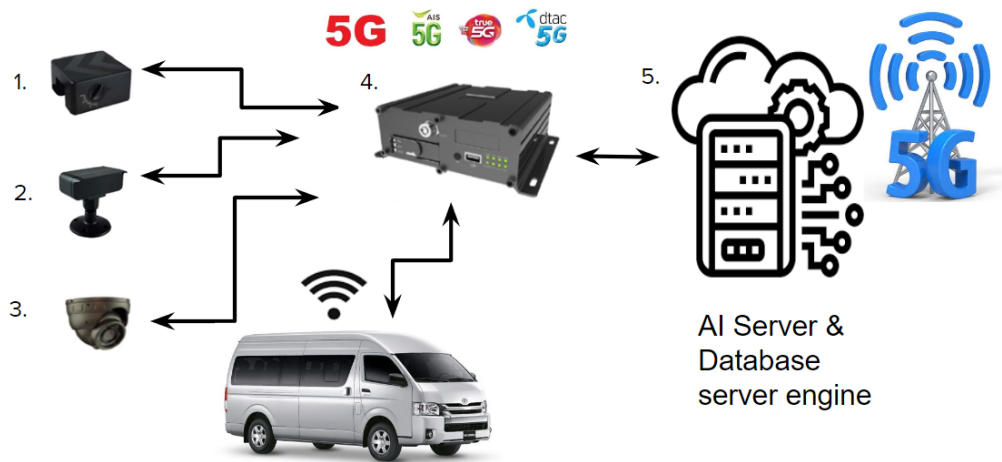 5G
AIS
5G
true
5G
dtac
5G
1.
4.
5.
2.
5G
3.
AI Server &
Database
server engine